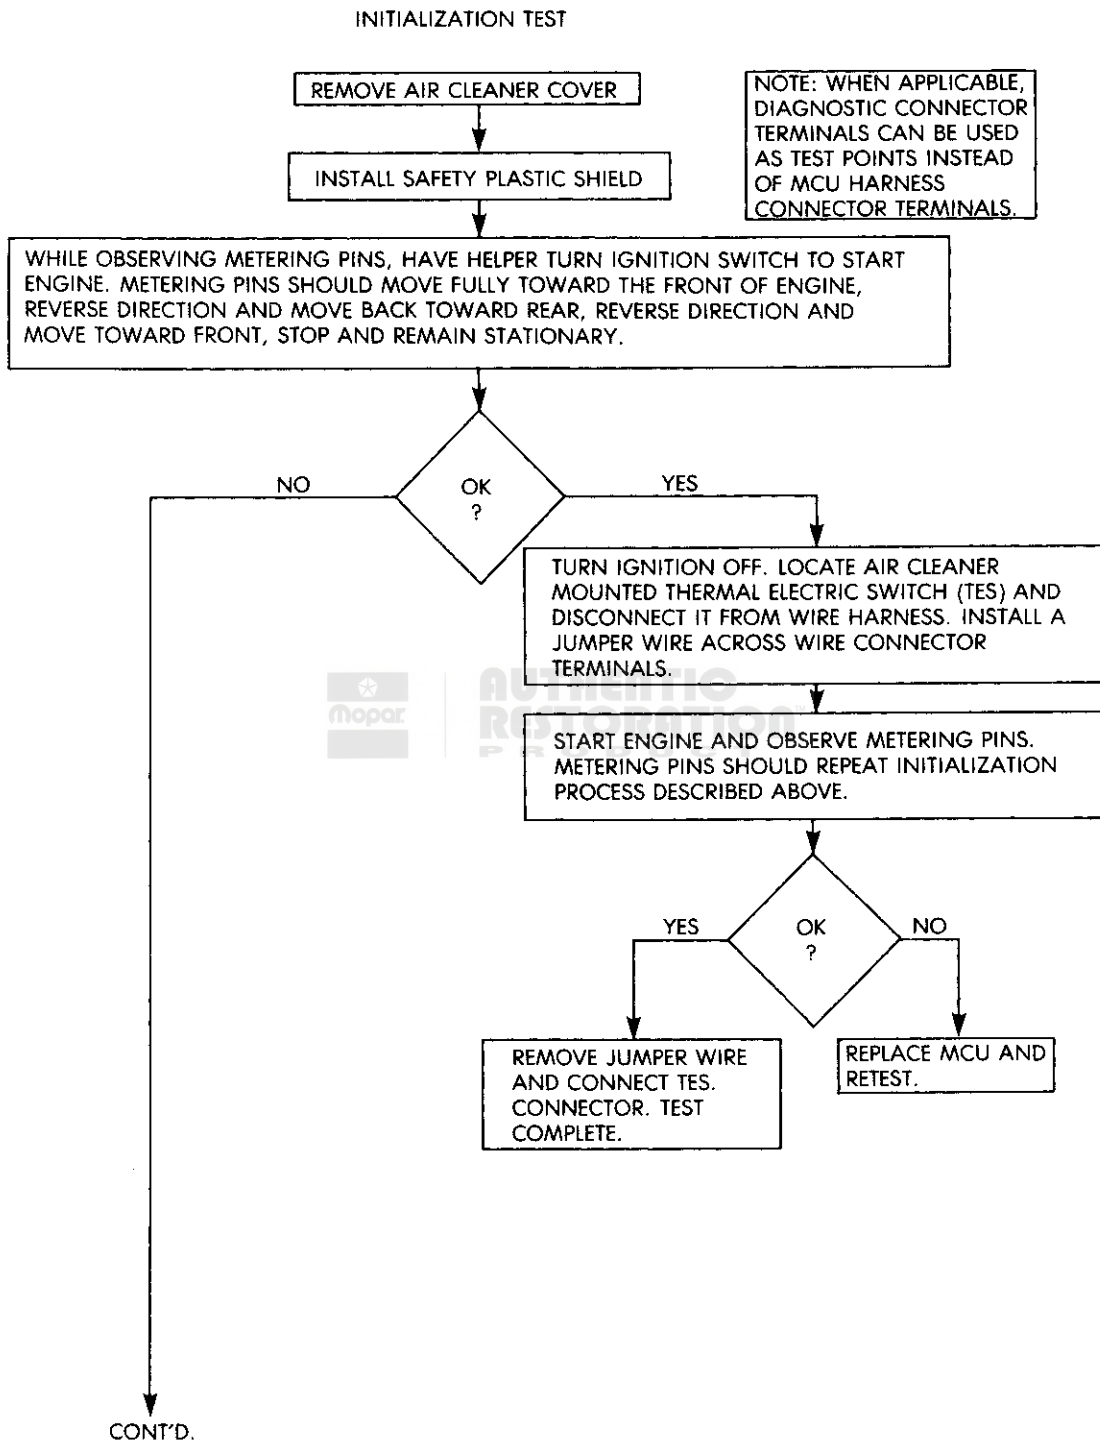 INITIALIZATION TEST
REMOVE AIR CLEANER COVER
NOTE: WHEN APPLICABLE,
DIAGNOSTIC CONNECTOR
TERMINALS CAN BE USED
AS TEST POINTS INSTEAD
OF MCU HARNESS
CONNECTOR TERMINALS.
INSTALL SAFETY PLASTIC SHIELD
WHILE OBSERVING METERING PINS, HAVE HELPER TURN IGNITION SWITCH TO START
ENGINE. METERING PINS SHOULD MOVE FULLY TOWARD THE FRONT OF ENGINE,
REVERSE DIRECTION AND MOVE BACK TOWARD REAR, REVERSE DIRECTION AND
MOVE TOWARD FRONT, STOP AND REMAIN STATIONARY.
NO
OK
?
YES
TURN IGNITION OFF. LOCATE AIR CLEANER
MOUNTED THERMAL ELECTRIC SWITCH (TES) AND
DISCONNECT IT FROM WIRE HARNESS. INSTALL A
JUMPER WIRE ACROSS WIRE CONNECTOR
TERMINALS.
Mopar
AUTHENTIC
RESTORATION
PRODUCT
START ENGINE AND OBSERVE METERING PINS.
METERING PINS SHOULD REPEAT INITIALIZATION
PROCESS DESCRIBED ABOVE.
YES
OK
?
NO
REMOVE JUMPER WIRE
AND CONNECT TES.
CONNECTOR. TEST
COMPLETE.
REPLACE MCU AND
RETEST.
CONT'D.